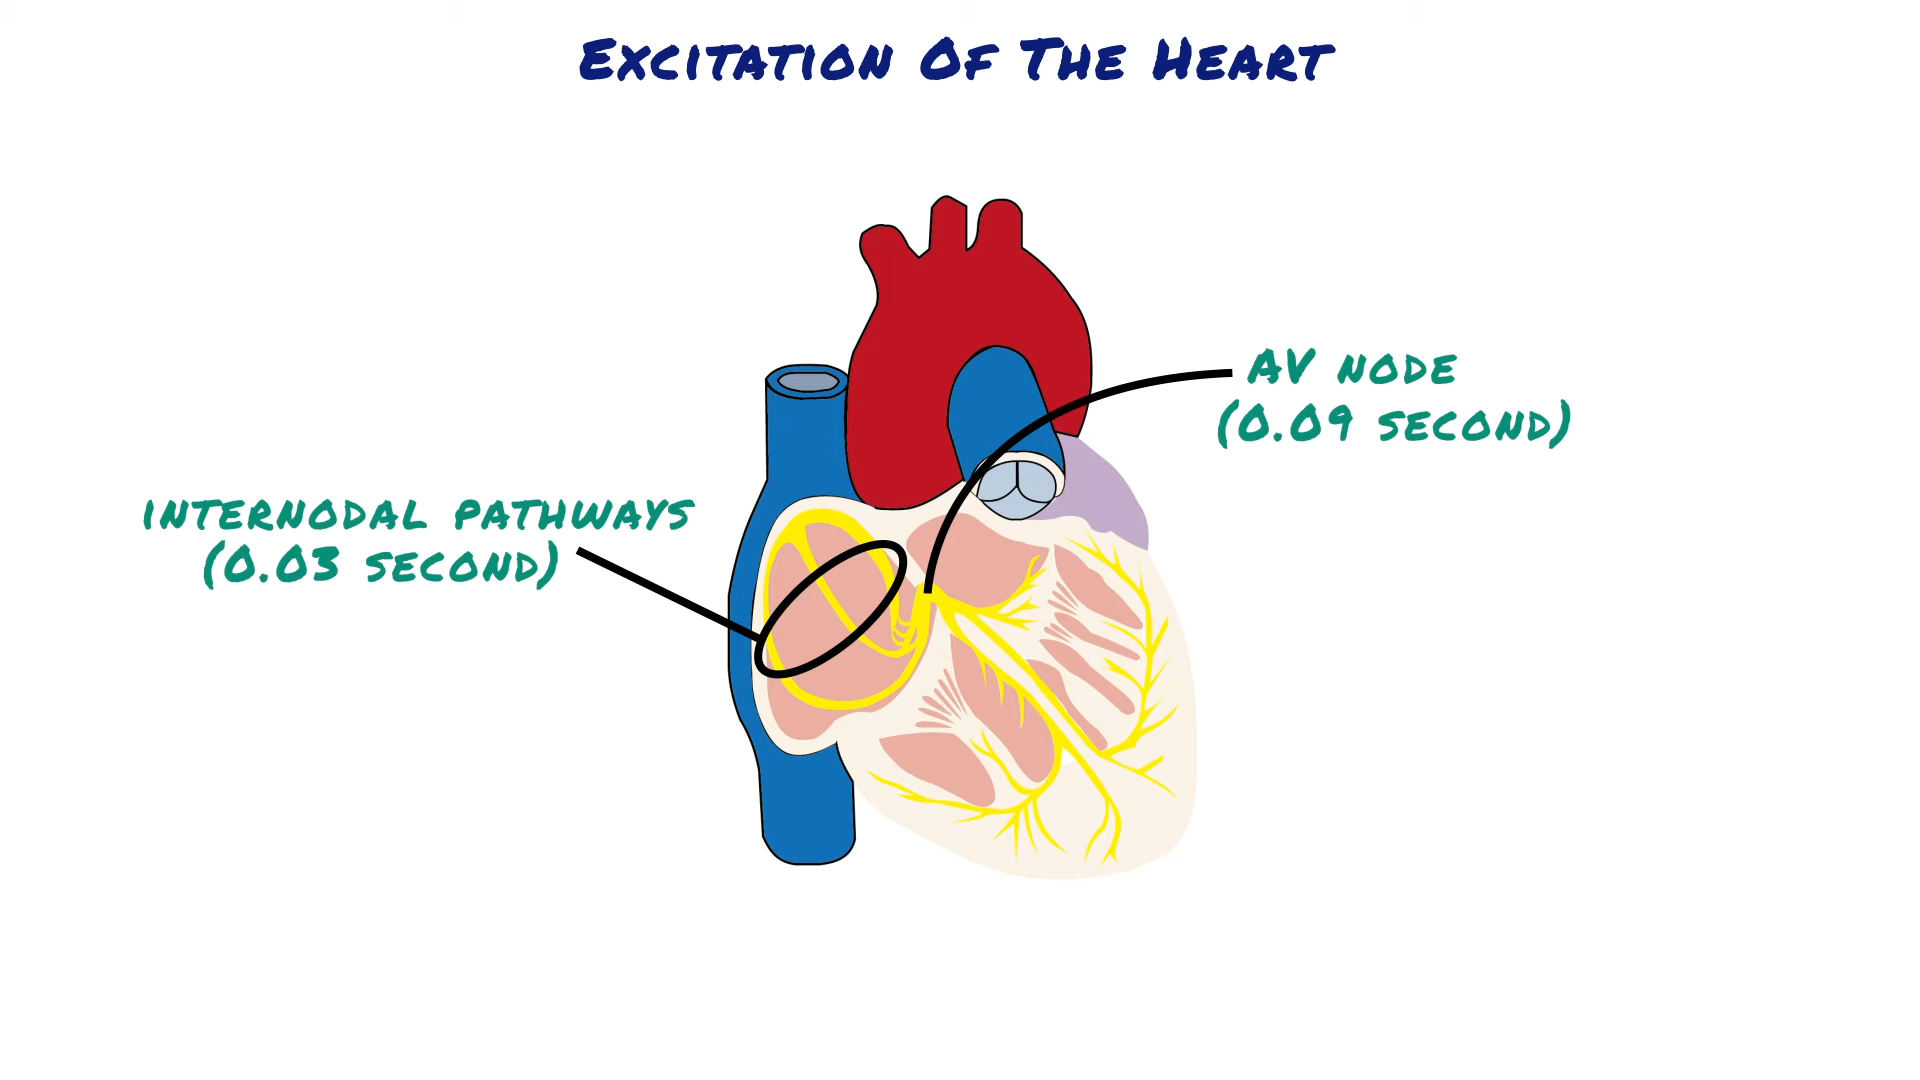 Excitation Of The Heart
AV node
(0.09 second)
internodal pathways
(0.03 second)